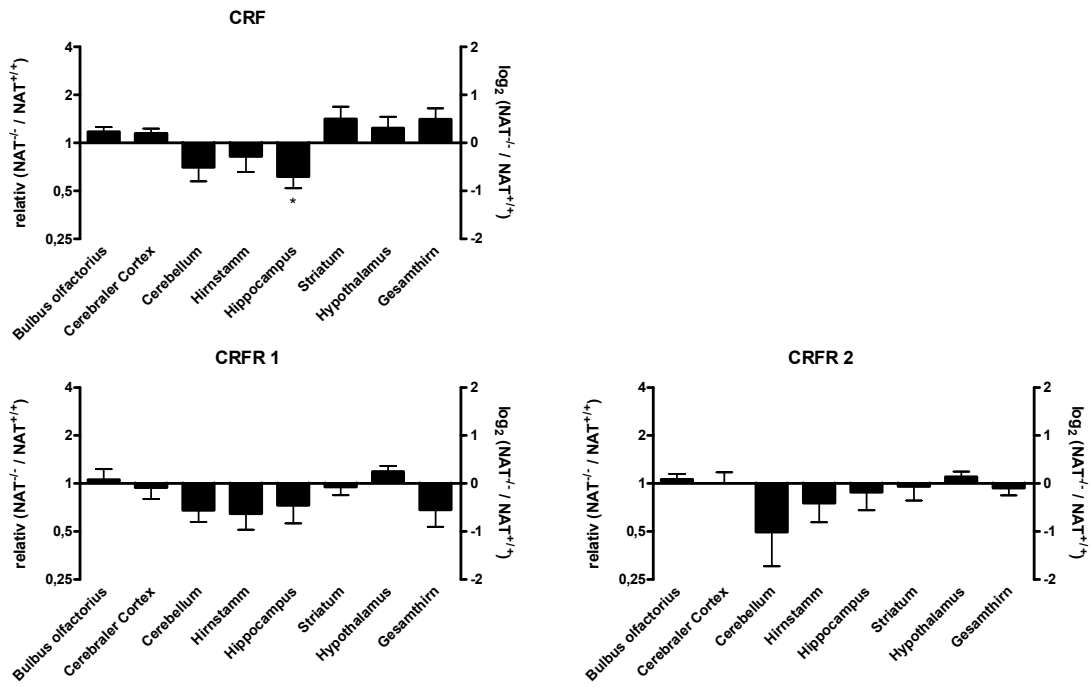 CRF
relativ (NAT-/- / NAT+/+)
4
2
1
0,5
0,25
2
1
0
-1
-2
log2 (NAT-/- / NAT+/+)
*
Bulbus olfactorius
Cerebraler Cortex
Cerebellum
Hirnstamm
Hippocampus
Striatum
Hypothalamus
Gesamthirn
CRFR 1
relativ (NAT-/- / NAT+/+)
4
2
1
0,5
0,25
2
1
0
-1
-2
log2 (NAT-/- / NAT+/+)
Bulbus olfactorius
Cerebraler Cortex
Cerebellum
Hirnstamm
Hippocampus
Striatum
Hypothalamus
Gesamthirn
CRFR 2
relativ (NAT-/- / NAT+/+)
4
2
1
0,5
0,25
2
1
0
-1
-2
log2 (NAT-/- / NAT+/+)
Bulbus olfactorius
Cerebraler Cortex
Cerebellum
Hirnstamm
Hippocampus
Striatum
Hypothalamus
Gesamthirn